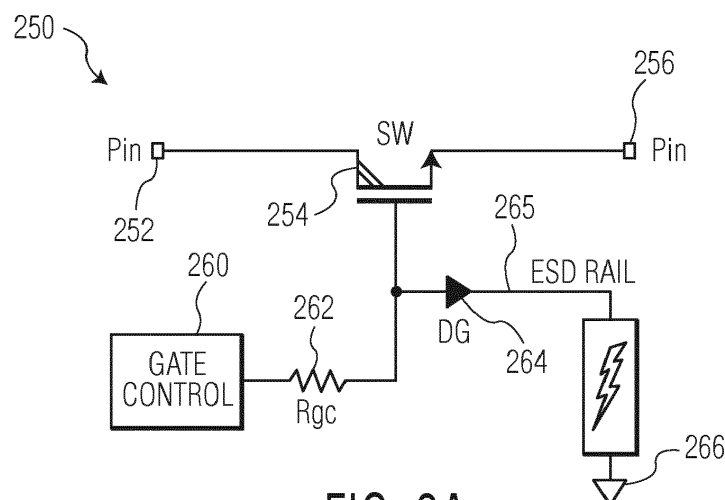 250
256
SW
Pin
Pin
254
252
265
260
ESD RAIL
262
DG
264
GATE
CONTROL
Rgc
266